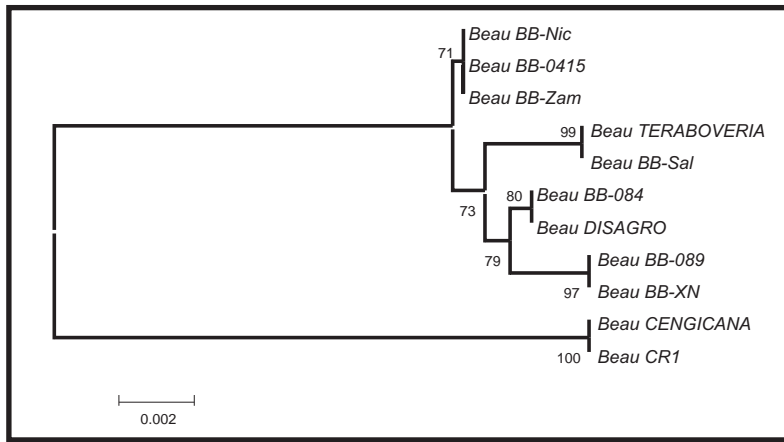 Beau BB-Nic
71
Beau BB-0415
Beau BB-Zam
99
Beau TERABOVERIA
Beau BB-Sal
80
Beau BB-084
73
Beau DISAGRO
79
Beau BB-089
97
Beau BB-XN
Beau CENGICANA
100
Beau CR1
0.002